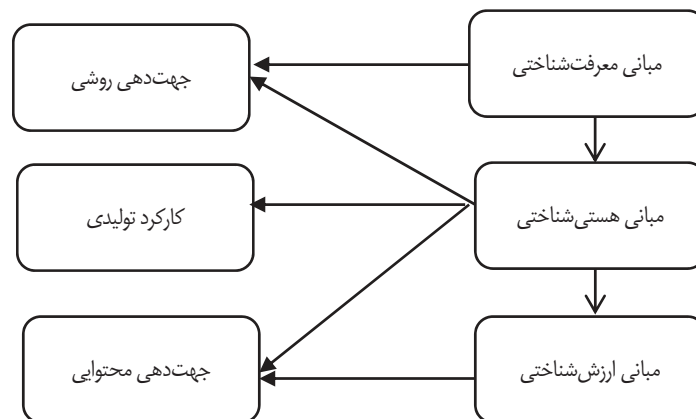 مبانی معرفت‌شناختی
جهت‌دهی روشی
مبانی هستی‌شناختی
کارکرد تولیدی
مبانی ارزش‌شناختی
جهت‌دهی محتوایی